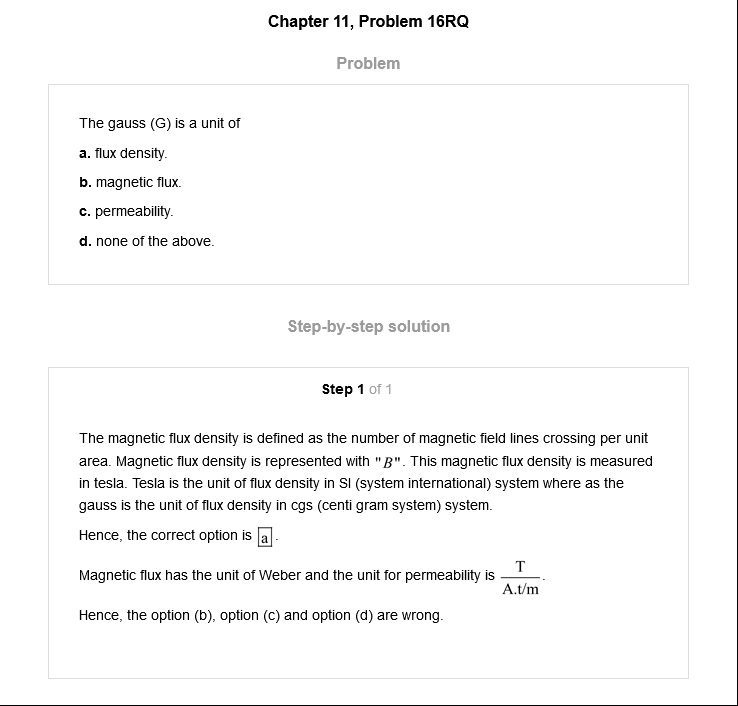 Chapter 11, Problem 16RQ
Problem
The gauss (G) is a unit of
a. flux density.
b. magnetic flux.
c. permeability.
d. none of the above.
Step-by-step solution
Step 1 of 1
The magnetic flux density is defined as the number of magnetic field lines crossing per unit
area. Magnetic flux density is represented with "B". This magnetic flux density is measured
in tesla. Tesla is the unit of flux density in SI (system international) system where as the
gauss is the unit of flux density in cgs (centi gram system) system.
Hence, the correct option is a.
Magnetic flux has the unit of Weber and the unit for permeability is T/A.t/m.
Hence, the option (b), option (c) and option (d) are wrong.